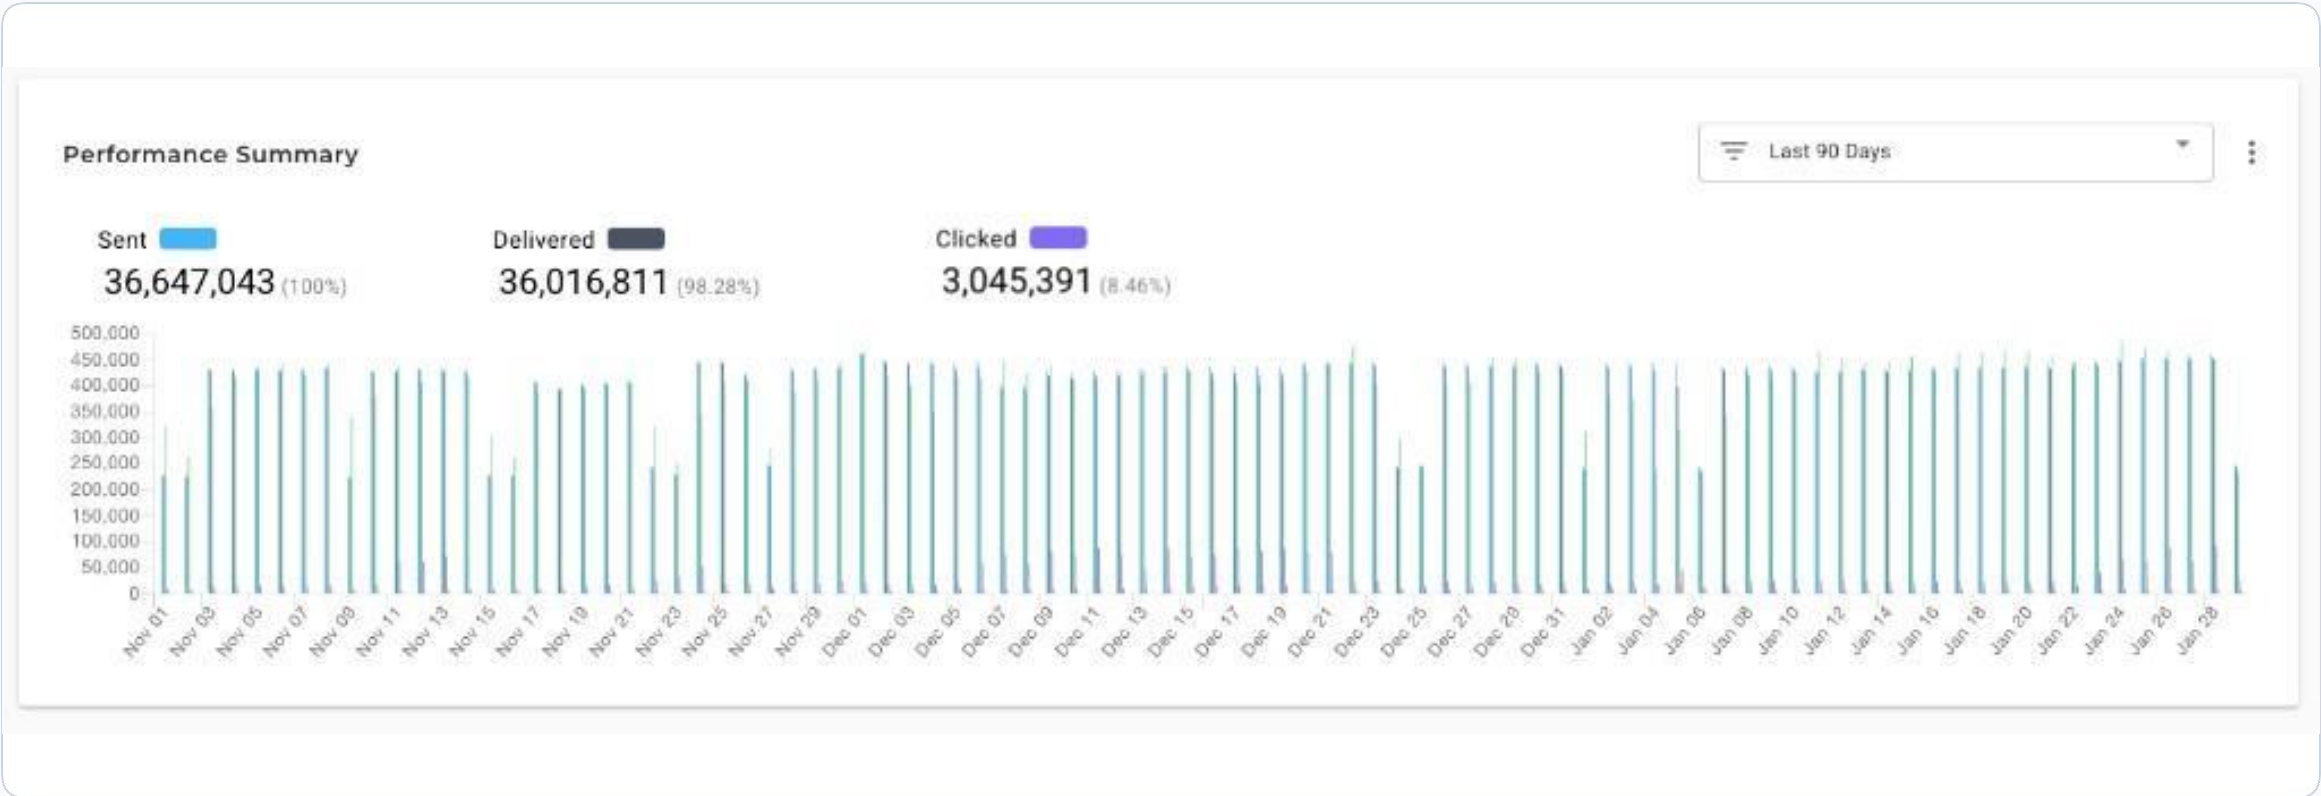 Performance Summary
Last 90 Days
Sent
36,647,043 (100%)
Delivered
36,016,811 (98.28%)
Clicked
3,045,391 (8.46%)
500,000
450,000
400,000
350,000
300,000
250,000
200,000
150,000
100,000
50,000
0
Nov 01
Nov 03
Nov 05
Nov 07
Nov 09
Nov 11
Nov 13
Nov 15
Nov 17
Nov 19
Nov 21
Nov 23
Nov 25
Nov 27
Nov 29
Dec 01
Dec 03
Dec 05
Dec 07
Dec 09
Dec 11
Dec 13
Dec 15
Dec 17
Dec 19
Dec 21
Dec 23
Dec 25
Dec 27
Dec 29
Dec 31
Jan 02
Jan 04
Jan 06
Jan 08
Jan 10
Jan 12
Jan 14
Jan 16
Jan 18
Jan 20
Jan 22
Jan 24
Jan 26
Jan 28